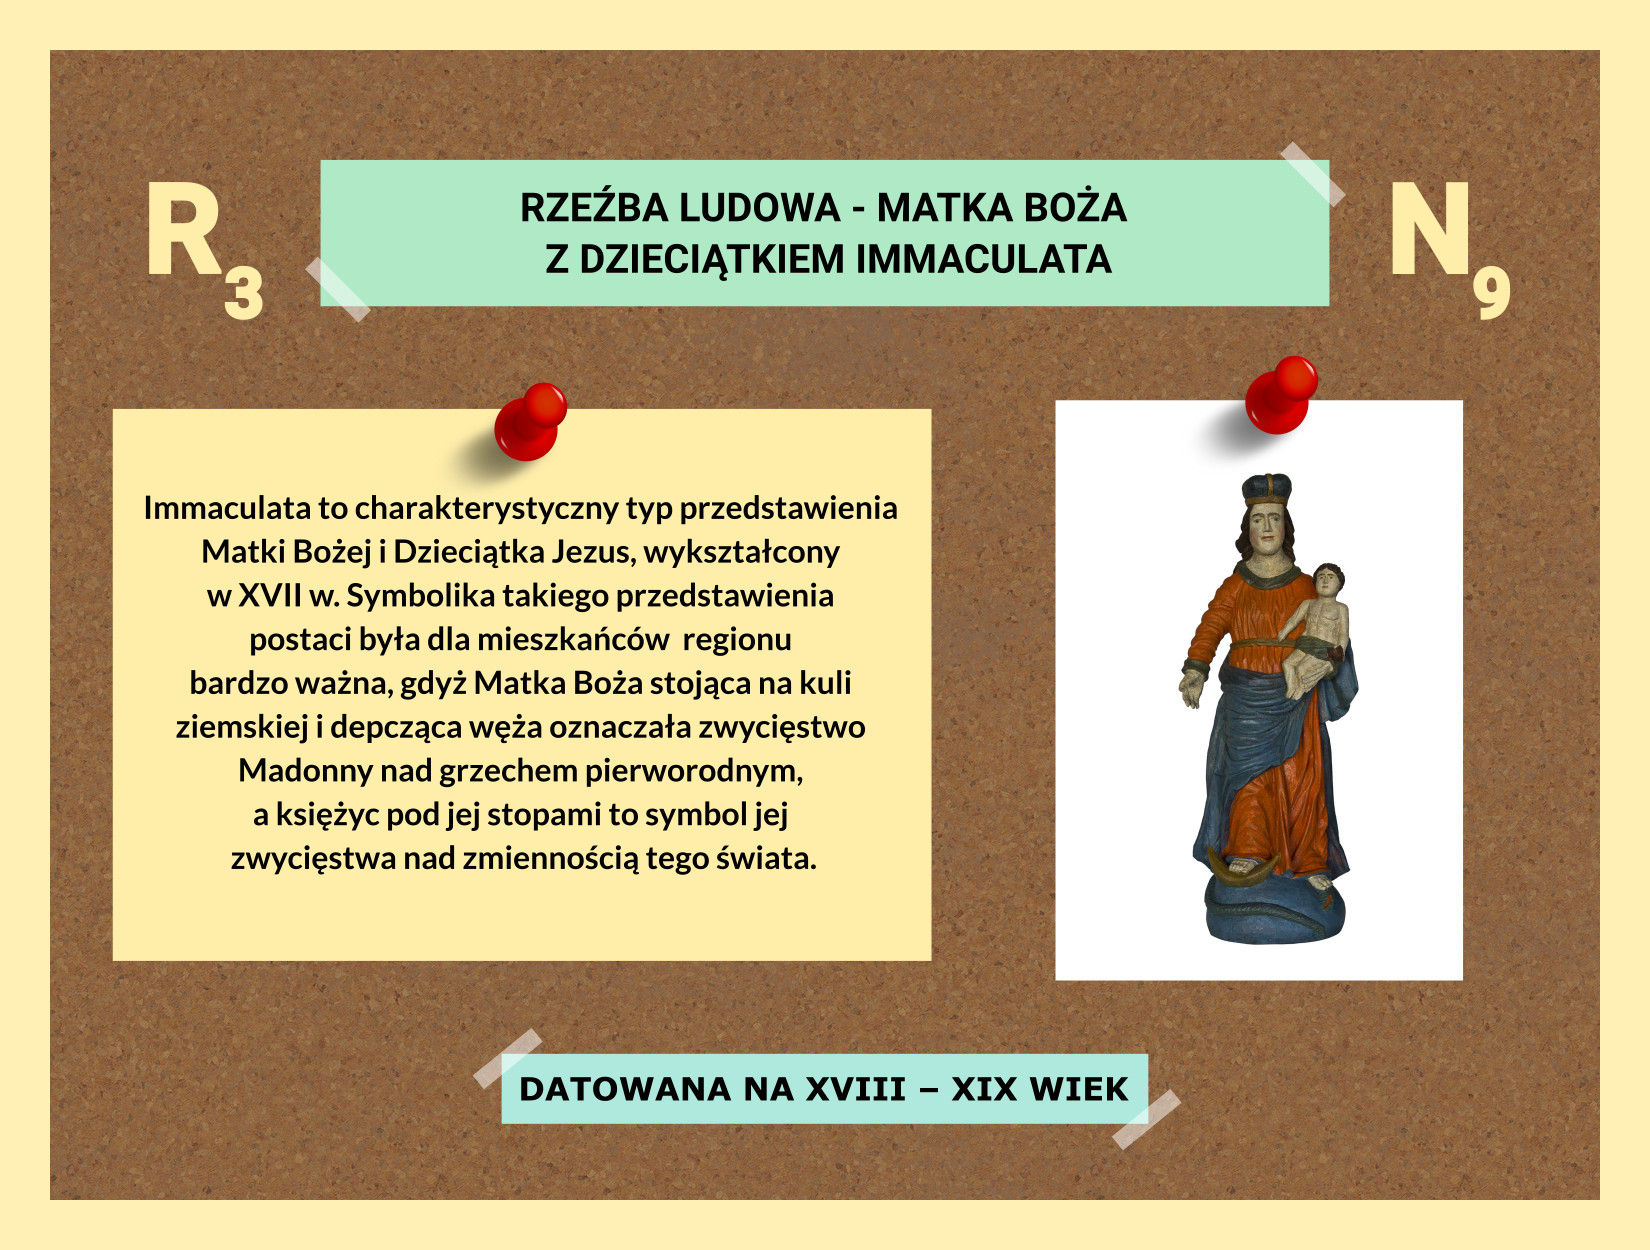 R3
RZEŹBA LUDOWA - MATKA BOŻA
Z DZIECIĄTKIEM IMMACULATA
N9
Immaculata to charakterystyczny typ przedstawienia
Matki Bożej i Dzieciątka Jezus, wykształcony
w XVII w. Symbolika takiego przedstawienia
postaci była dla mieszkańców  regionu
bardzo ważna, gdyż Matka Boża stojąca na kuli
ziemskiej i depcząca węża oznaczała zwycięstwo
Madonny nad grzechem pierworodnym,
a księżyc pod jej stopami to symbol jej
zwycięstwa nad zmiennością tego świata.
DATOWANA NA XVIII – XIX WIEK